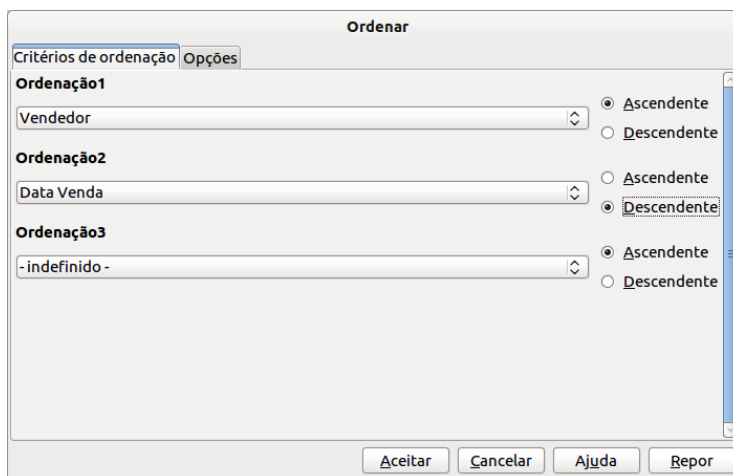 Ordenar
Critérios de ordenação Opções
Ordenação1
Vendedor
Ascendente
Descendente
Ordenação2
Data Venda
Ascendente
Descendente
Ordenação3
- indefinido -
Ascendente
Descendente
Aceitar Cancelar Ajuda Repor